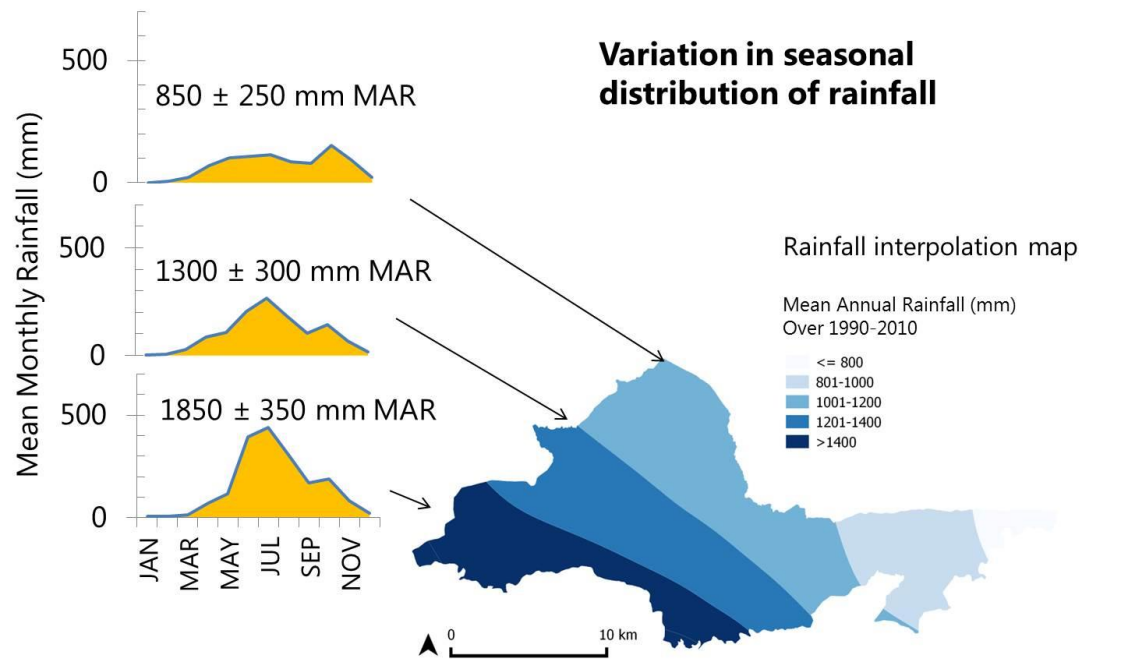 Variation in seasonal
distribution of rainfall
Mean Monthly Rainfall (mm)
500
850 ± 250 mm MAR
0
500
1300 ± 300 mm MAR
0
500
1850 ± 350 mm MAR
0
JAN
MAR
MAY
JUL
SEP
NOV
Rainfall interpolation map
Mean Annual Rainfall (mm)
Over 1990-2010
<= 800
801-1000
1001-1200
1201-1400
>1400
0 10 km